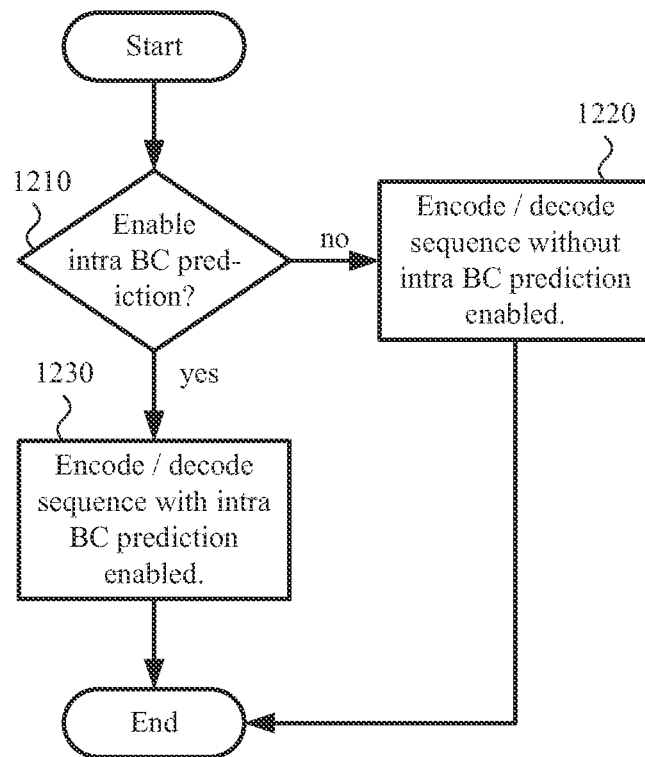 Start
1210
Enable
intra BC pred-
iction?
no
1220
Encode / decode
sequence without
intra BC prediction
enabled.
yes
1230
Encode / decode
sequence with intra
BC prediction
enabled.
End